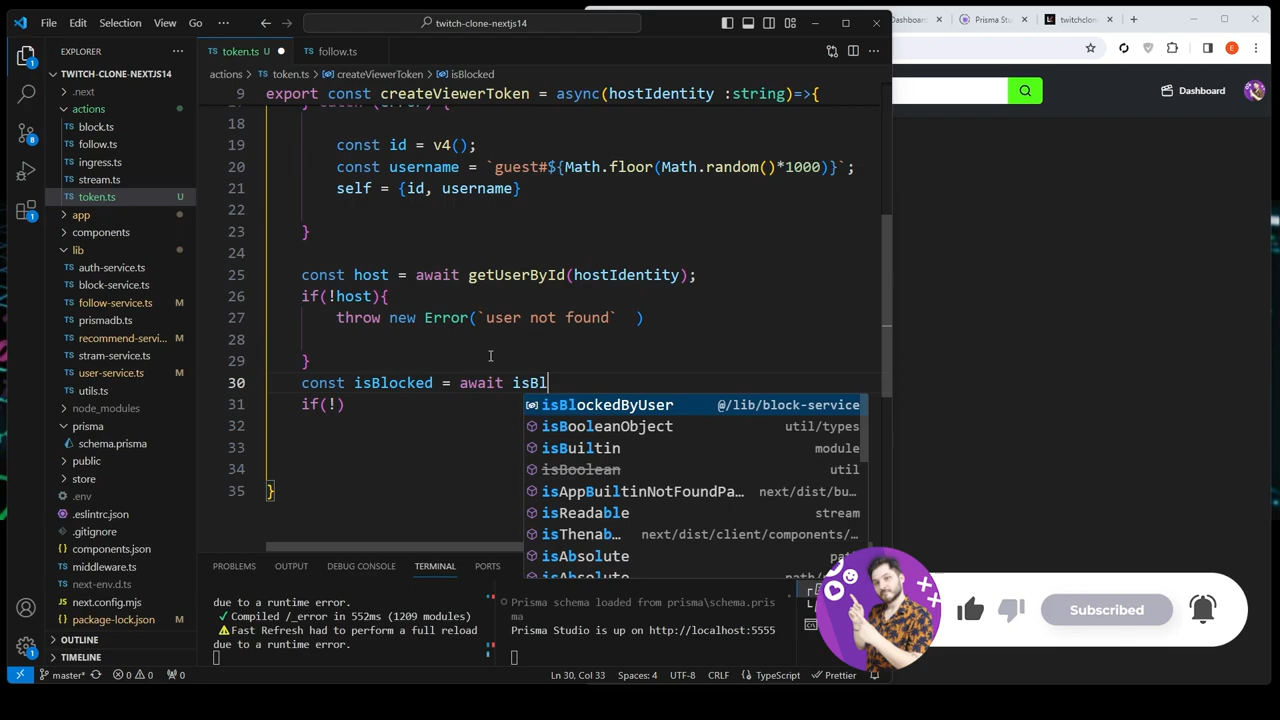 File Edit Selection View Go ··· twitch-clone-nextjs14
Dashboard × Prisma Stu × twitchclone ×
EXPLORER ···
token.ts U follow.ts
TWITCH-CLONE-NEXTJS14
actions > token.ts > createViewerToken > isBlocked
.next
actions
block.ts
follow.ts
ingress.ts
stream.ts
token.ts U
app
components
lib
auth-service.ts
block-service.ts
follow-service.ts M
prismadb.ts
recommend-servi... M
stram-service.ts
user-service.ts M
utils.ts
node_modules
prisma
schema.prisma
public
store
.env
.eslintrc.json
.gitignore
components.json
middleware.ts
next-env.d.ts
next.config.mjs
package-lock.json
OUTLINE
TIMELINE
9 export const createViewerToken = async(hostIdentity :string)=>{
18
19 const id = v4();
20 const username = `guest#${Math.floor(Math.random()*1000)}`;
21 self = {id, username}
22
23 }
24
25 const host = await getUserById(hostIdentity);
26 if(!host){
27 throw new Error(`user not found` )
28
29 }
30 const isBlocked = await isBl
31 if(!)
32
33
34
35 }
isBlockedByUser @/lib/block-service
isBooleanObject util/types
isBuiltin module
isBoolean util
isAppBuiltinNotFoundPa... next/dist/bu...
isReadable stream
isThenab... next/dist/client/components/...
isAbsolute
PROBLEMS OUTPUT DEBUG CONSOLE TERMINAL PORTS
due to a runtime error.
✓ Compiled /_error in 552ms (1209 modules)
⚠Fast Refresh had to perform a full reload
due to a runtime error.
Prisma schema loaded from prisma\schema.pris
ma
Prisma Studio is up on http://localhost:5555
Dashboard
Subscribed
master* 0 0 0 Ln 30, Col 33 Spaces: 4 UTF-8 CRLF {} TypeScript Prettier